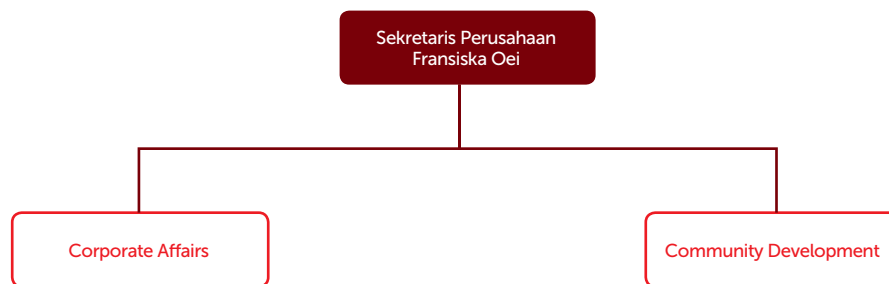 Sekretaris Perusahaan
Fransiska Oei
Corporate Affairs
Community Development